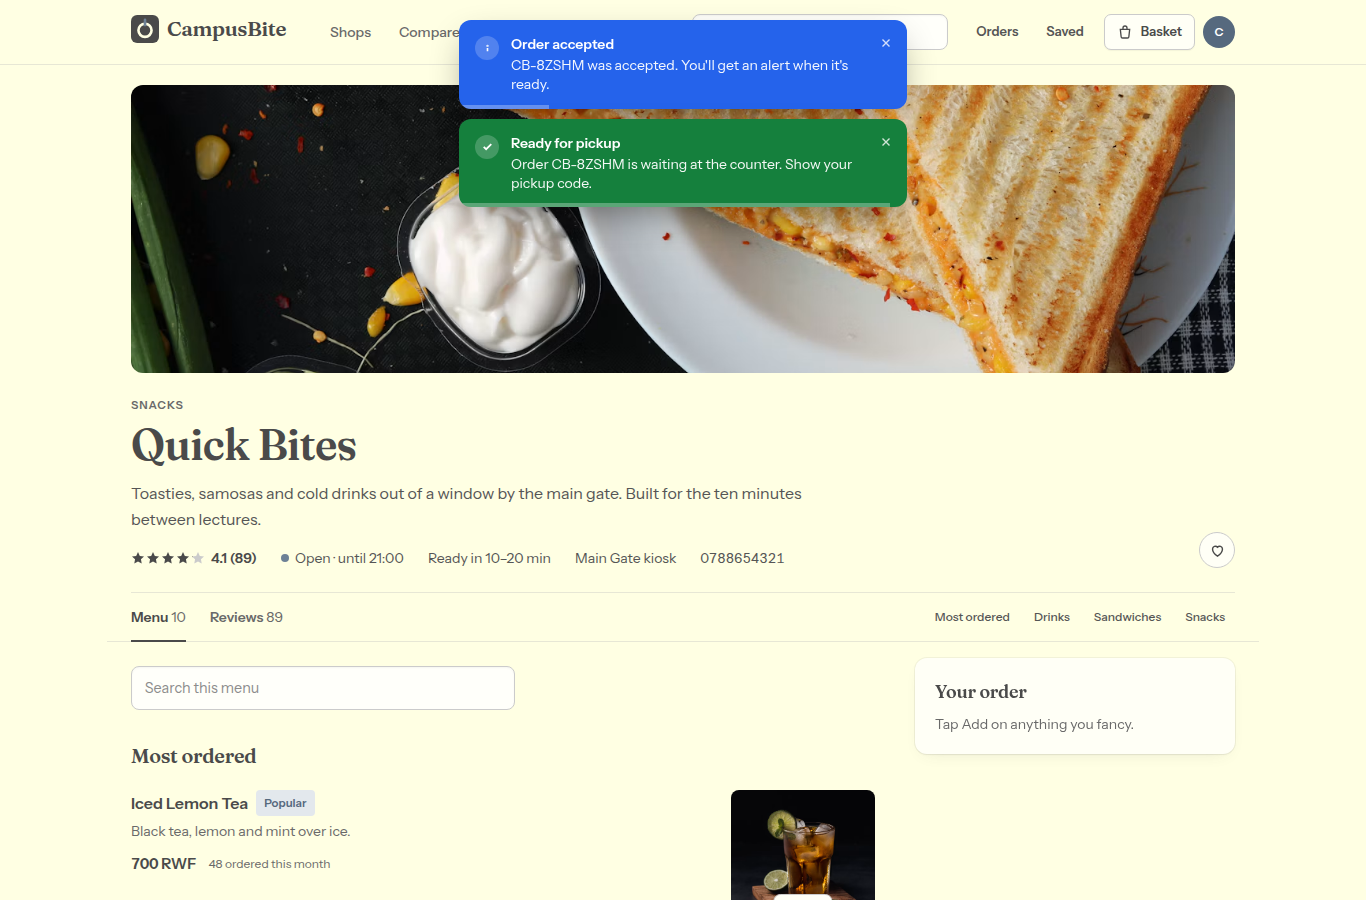 CampusBite
Shops
Compare
Orders
Saved
Basket
C
Order accepted
CB-8ZSHM was accepted. You'll get an alert when it's
ready.
Ready for pickup
Order CB-8ZSHM is waiting at the counter. Show your
pickup code.
SNACKS
Quick Bites
Toasties, samosas and cold drinks out of a window by the main gate. Built for the ten minutes
between lectures.
4.1 (89)
Open · until 21:00
Ready in 10–20 min
Main Gate kiosk
0788654321
Menu 10
Reviews 89
Most ordered
Drinks
Sandwiches
Snacks
Search this menu
Your order
Tap Add on anything you fancy.
Most ordered
Iced Lemon Tea
Popular
Black tea, lemon and mint over ice.
700 RWF
48 ordered this month